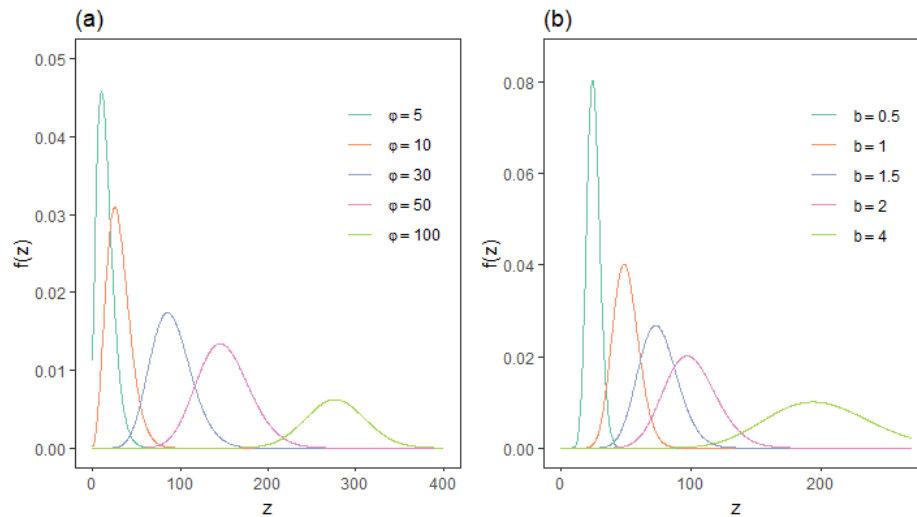 (a)
f(z)
0.05
0.04
0.03
0.02
0.01
0.00
φ = 5
φ = 10
φ = 30
φ = 50
φ = 100
0 100 200 300 400
z
(b)
f(z)
0.08
0.06
0.04
0.02
0.00
b = 0.5
b = 1
b = 1.5
b = 2
b = 4
0 100 200
z